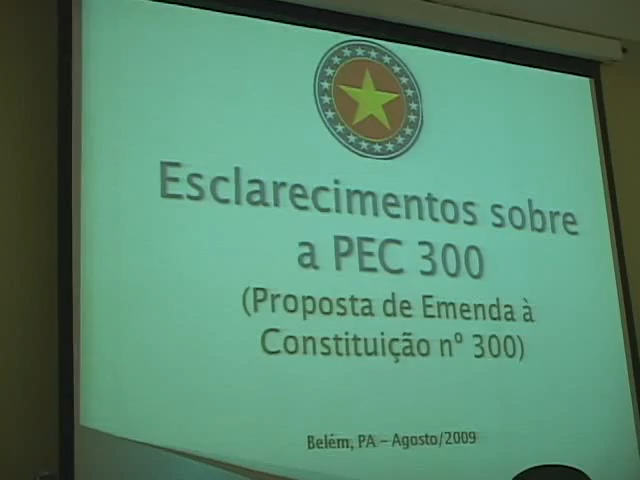 Esclarecimentos sobre
a PEC 300
(Proposta de Emenda à
Constituição nº 300)
Belém, PA – Agosto/2009